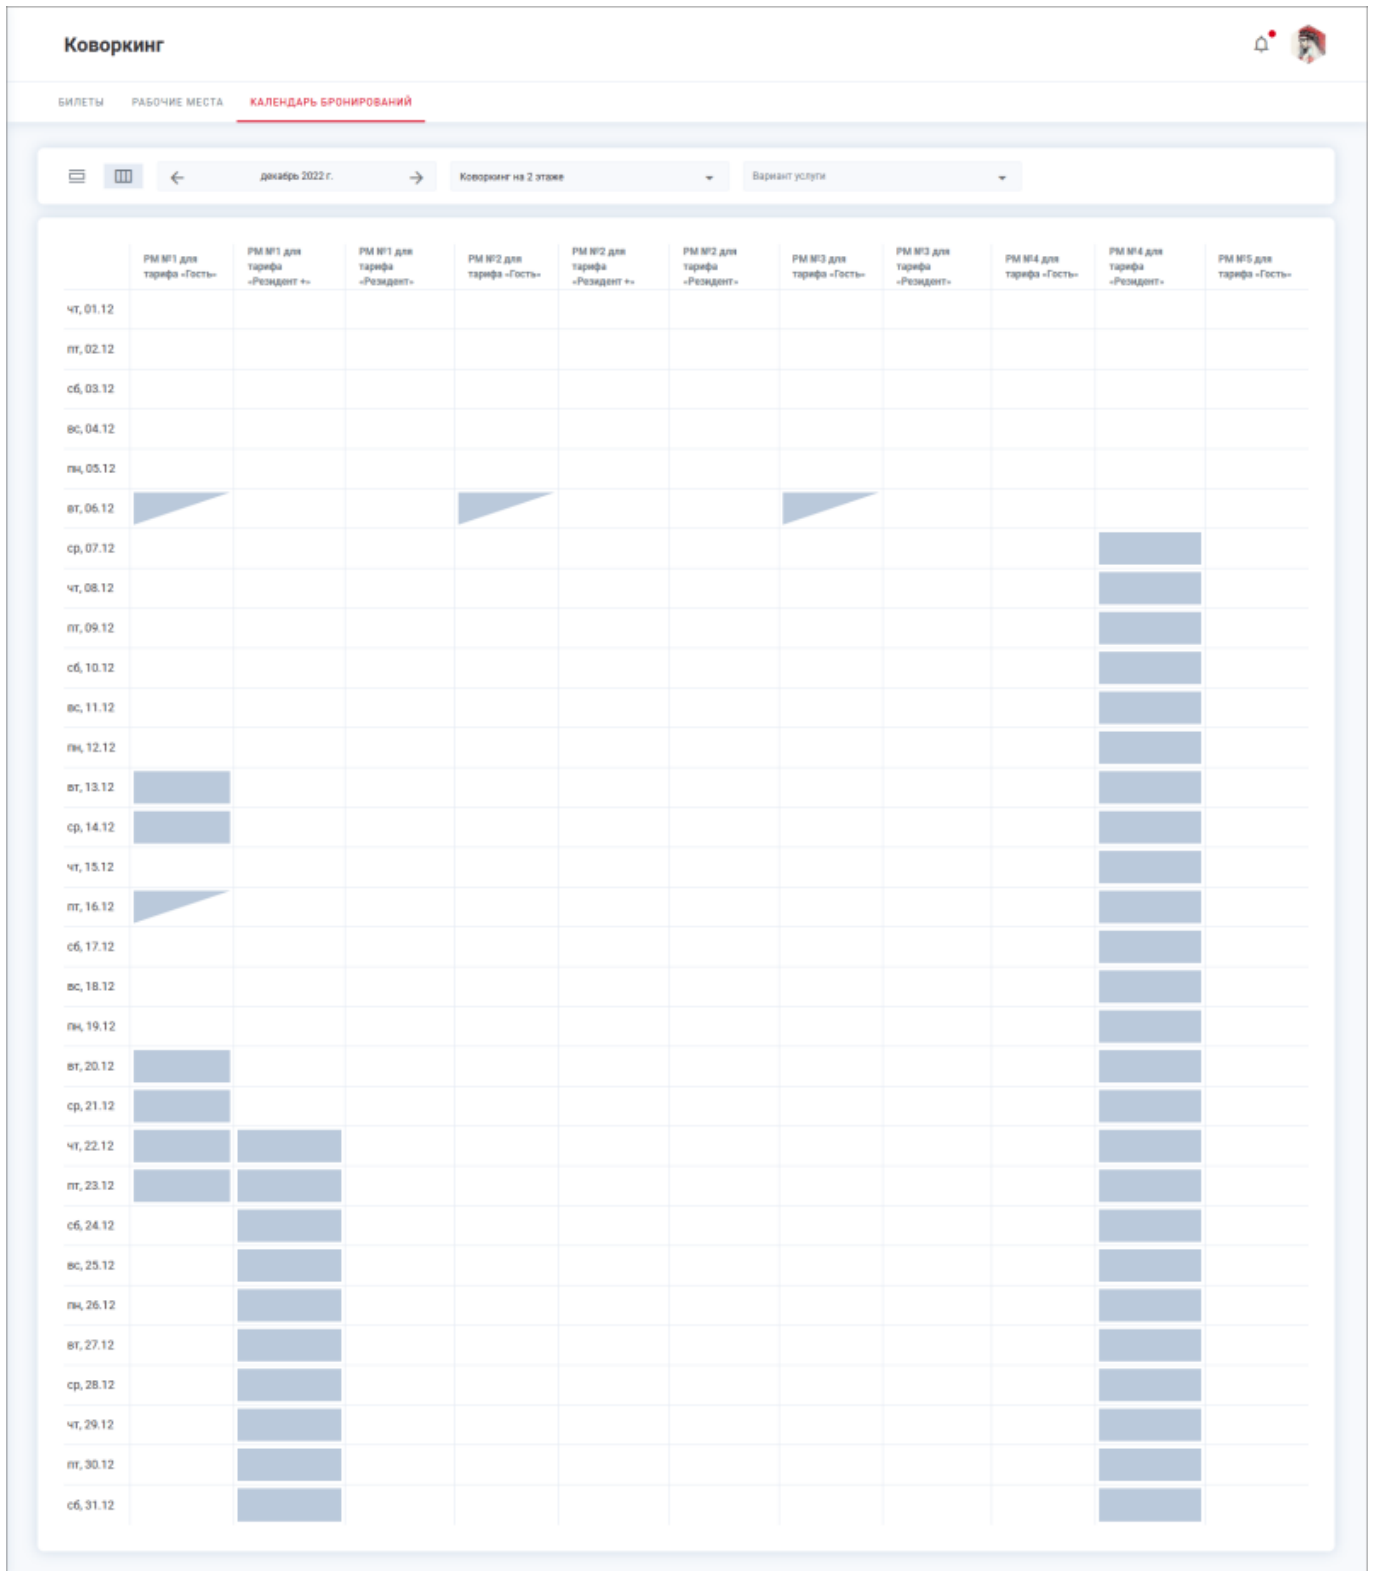 Коворкинг
БИЛЕТЫ РАБОЧИЕ МЕСТА КАЛЕНДАРЬ БРОНИРОВАНИЙ
декабрь 2022 г. Коворкинг на 2 этаже Вариант услуги
РМ №1 для
тарифа «Гость»
РМ №1 для
тарифа
«Резидент +»
РМ №1 для
тарифа
«Резидент»
РМ №2 для
тарифа «Гость»
РМ №2 для
тарифа
«Резидент +»
РМ №2 для
тарифа
«Резидент»
РМ №3 для
тарифа «Гость»
РМ №3 для
тарифа
«Резидент»
РМ №4 для
тарифа «Гость»
РМ №4 для
тарифа
«Резидент»
РМ №5 для
тарифа «Гость»
чт, 01.12
пт, 02.12
сб, 03.12
вс, 04.12
пн, 05.12
вт, 06.12
ср, 07.12
чт, 08.12
пт, 09.12
сб, 10.12
вс, 11.12
пн, 12.12
вт, 13.12
ср, 14.12
чт, 15.12
пт, 16.12
сб, 17.12
вс, 18.12
пн, 19.12
вт, 20.12
ср, 21.12
чт, 22.12
пт, 23.12
сб, 24.12
вс, 25.12
пн, 26.12
вт, 27.12
ср, 28.12
чт, 29.12
пт, 30.12
сб, 31.12